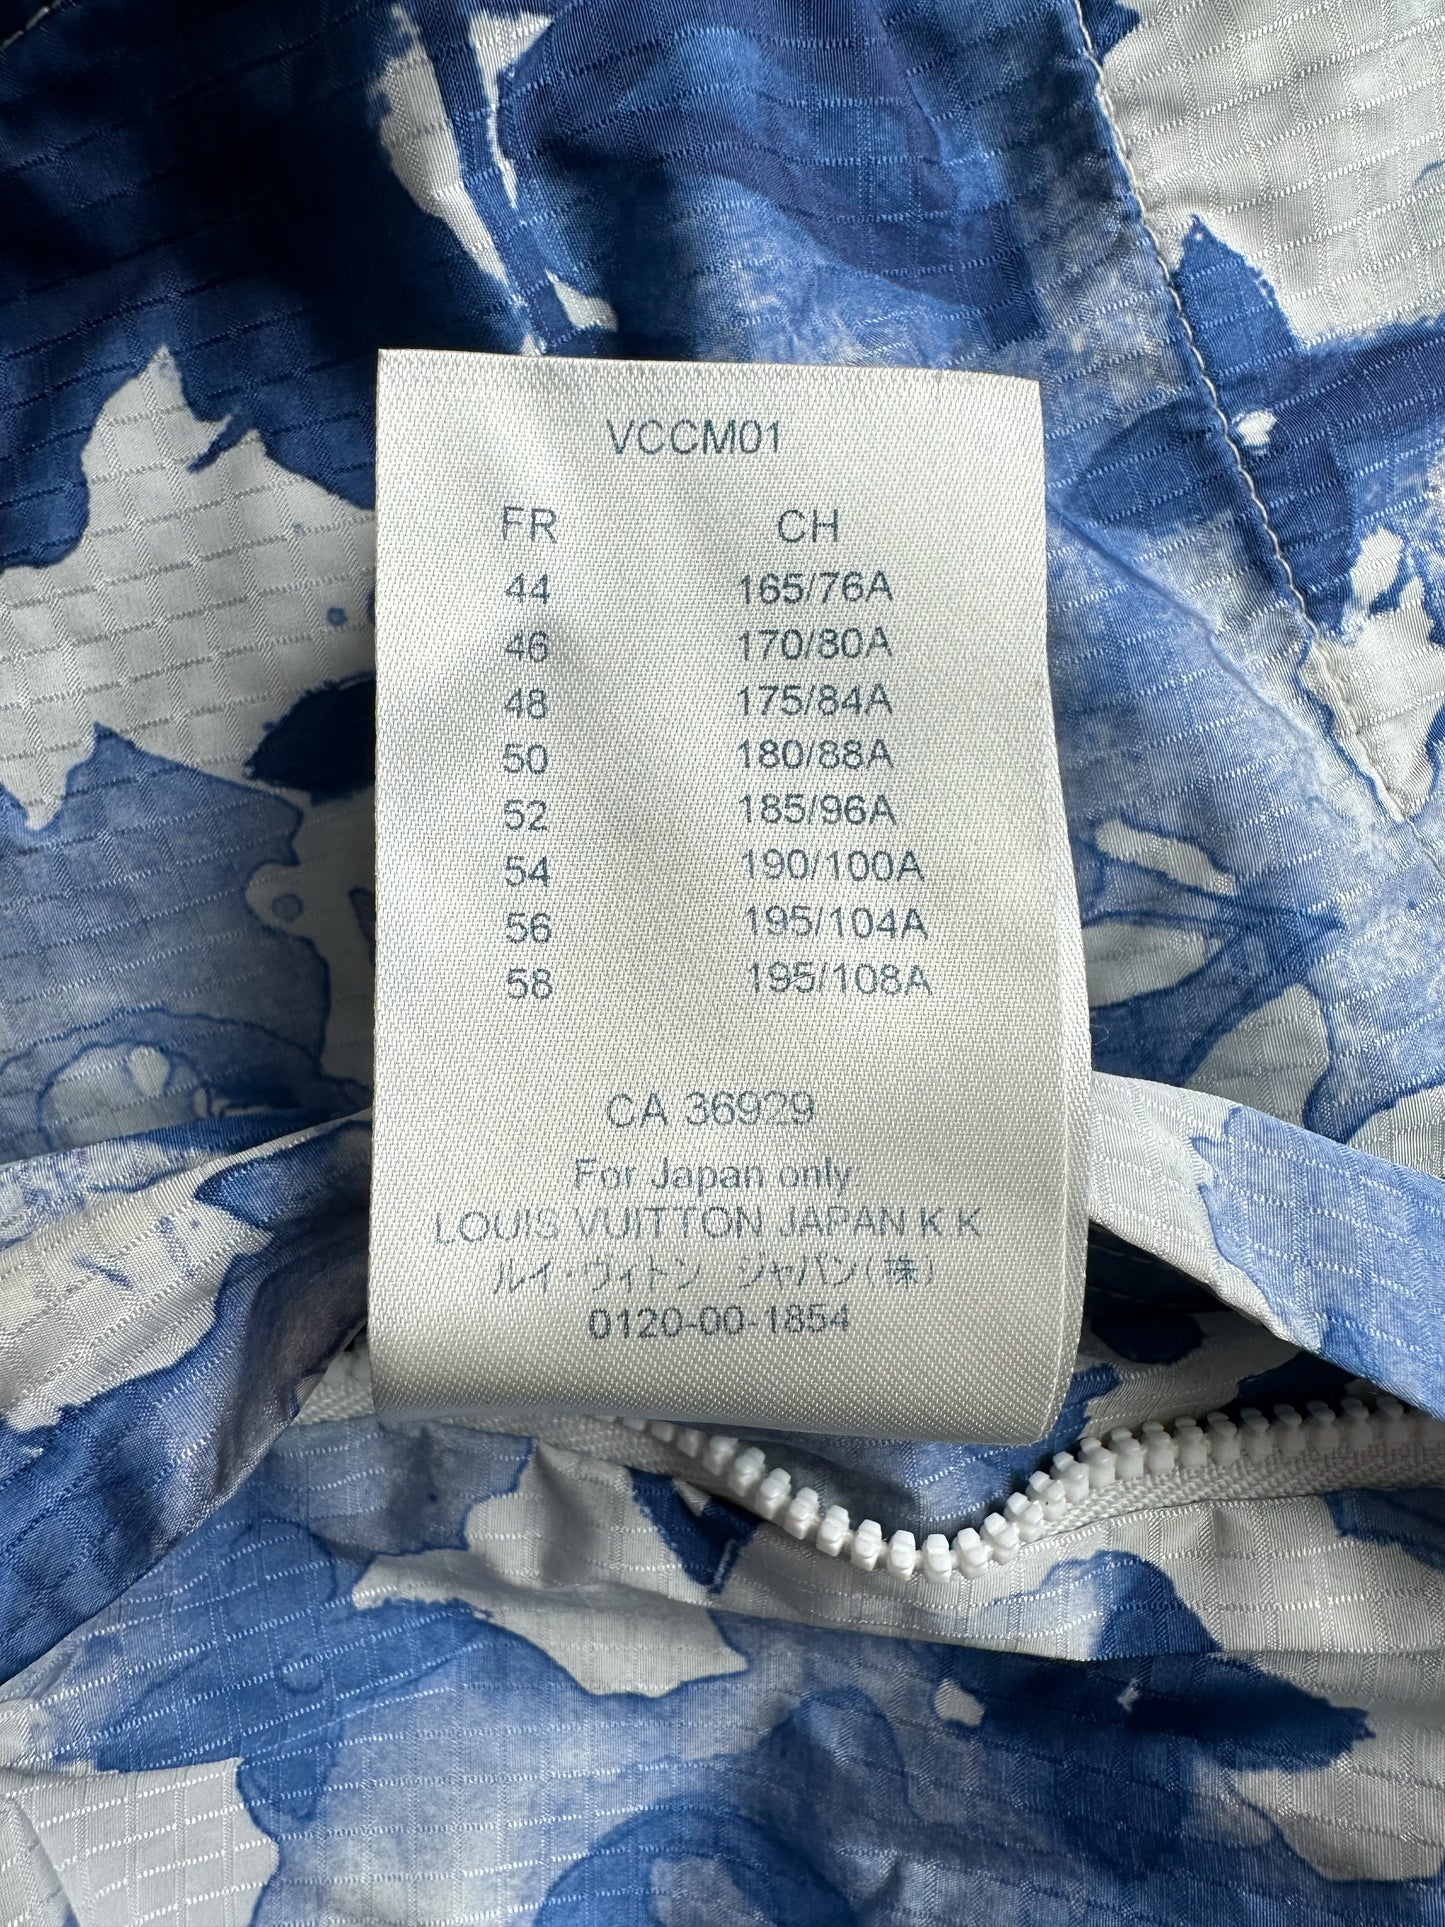 VCCM01
FR CH
44 165/76A
46 170/80A
48 175/84A
50 180/88A
52 185/96A
54 190/100A
56 195/104A
58 195/108A
CA 36929
For Japan only
LOUIS VUITTON JAPAN K K
ルイ・ヴィトン ジャパン(株)
0120-00-1854